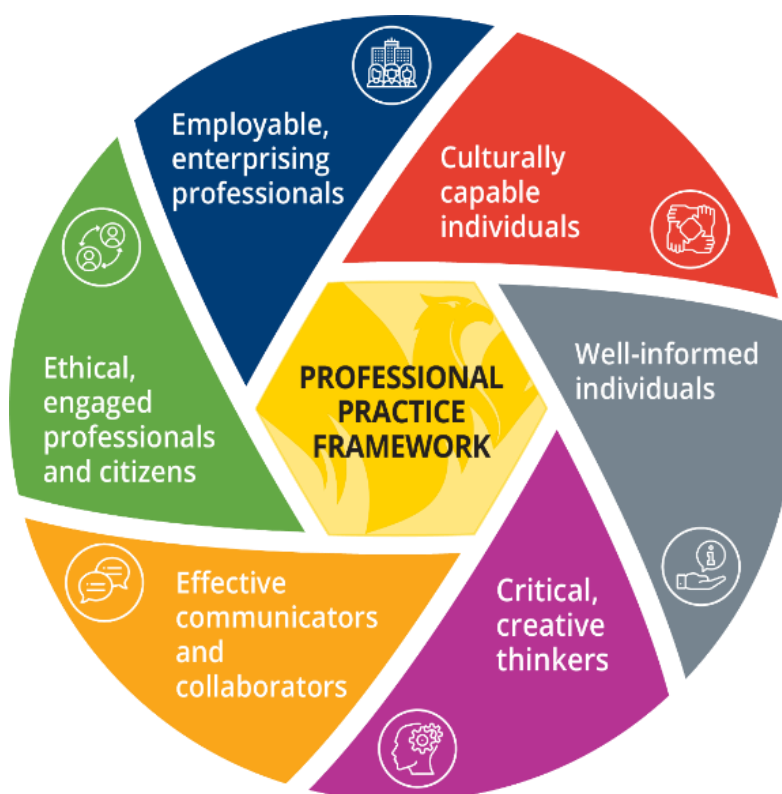 Employable,
enterprising
professionals
Culturally
capable
individuals
Well-informed
individuals
Critical,
creative
thinkers
Effective
communicators
and
collaborators
Ethical,
engaged
professionals
and citizens
PROFESSIONAL
PRACTICE
FRAMEWORK
i